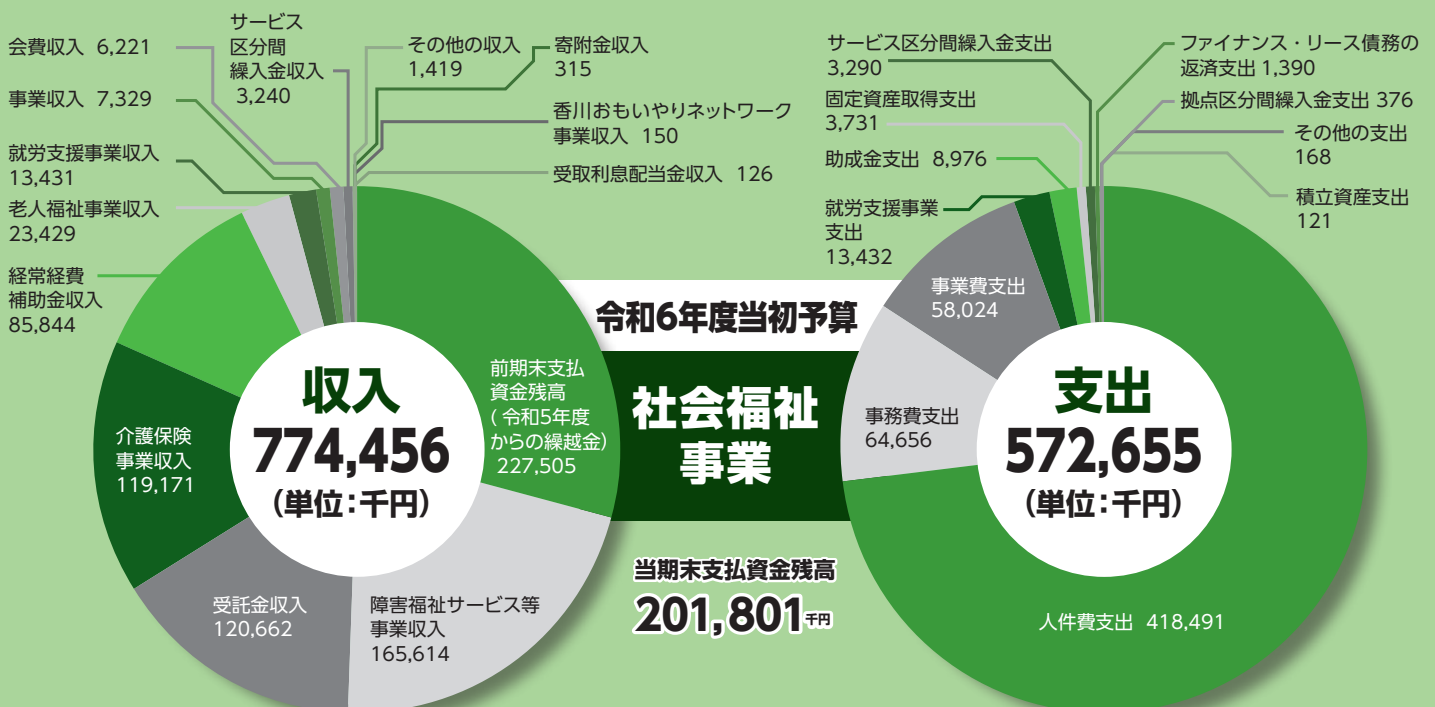 会費収入 6,221
事業収入 7,329
就労支援事業収入
13,431
老人福祉事業収入
23,429
経常経費
補助金収入
85,844
サービス
区分間
繰入金収入
3,240
その他の収入
1,419
寄附金収入
315
香川おもいやりネットワーク
事業収入 150
受取利息配当金収入 126
収入
774,456
(単位:千円)
前期末支払
資金残高
(令和5年度
からの繰越金)
227,505
障害福祉サービス等
事業収入
165,614
受託金収入
120,662
介護保険
事業収入
119,171
令和6年度当初予算
社会福祉
事業
当期末支払資金残高
201,801千円
サービス区分間繰入金支出
3,290
固定資産取得支出
3,731
助成金支出 8,976
就労支援事業
支出
13,432
ファイナンス・リース債務の
返済支出 1,390
拠点区分間繰入金支出 376
その他の支出
168
積立資産支出
121
事業費支出
58,024
事務費支出
64,656
支出
572,655
(単位:千円)
人件費支出 418,491